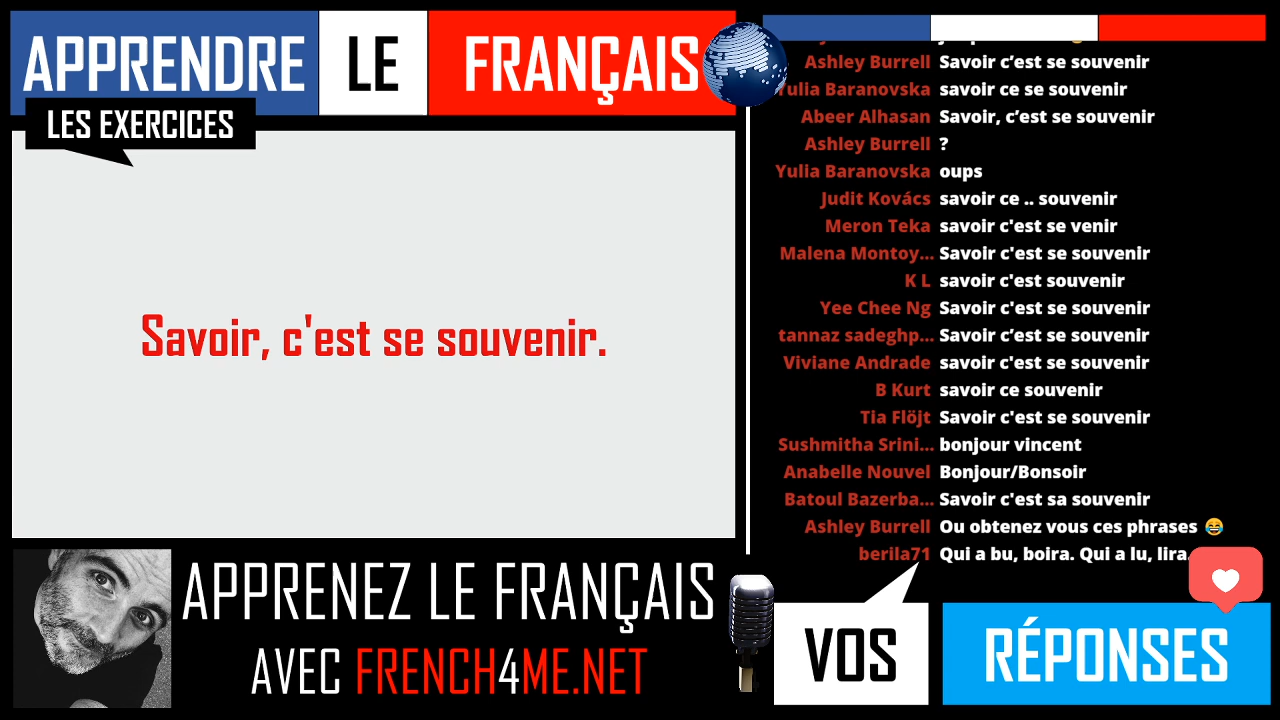 APPRENDRE LE FRANÇAIS
LES EXERCICES
Savoir, c'est se souvenir.
APPRENEZ LE FRANÇAIS
AVEC FRENCH4ME.NET
Ashley Burrell Savoir c’est se souvenir
Yulia Baranovska savoir ce se souvenir
Abeer Alhasan Savoir, c’est se souvenir
Ashley Burrell ?
Yulia Baranovska oups
Judit Kovács savoir ce .. souvenir
Meron Teka savoir c'est se venir
Malena Montoy... Savoir c'est se souvenir
K L savoir c'est souvenir
Yee Chee Ng Savoir c'est se souvenir
tannaz sadeghp... Savoir c’est se souvenir
Viviane Andrade savoir c'est se souvenir
B Kurt savoir ce souvenir
Tia Flöjt Savoir c'est se souvenir
Sushmitha Srini... bonjour vincent
Anabelle Nouvel Bonjour/Bonsoir
Batoul Bazerba... Savoir c'est sa souvenir
Ashley Burrell Ou obtenez vous ces phrases 😂
berila71 Qui a bu, boira. Qui a lu, lira.
VOS RÉPONSES